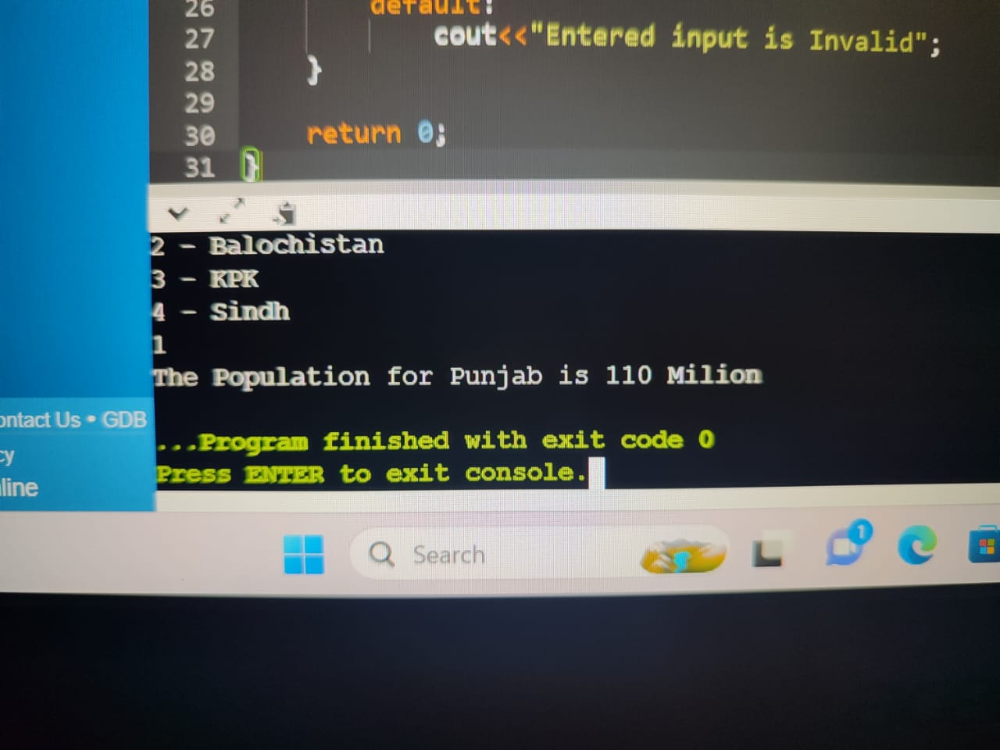 26 default:
27 cout<<"Entered input is Invalid";
28 }
29
30 return 0;
31 }
2 - Balochistan
3 - KPK
4 - Sindh
1
The Population for Punjab is 110 Milion
...Program finished with exit code 0
Press ENTER to exit console.
ontact Us • GDB
cy
line
Search
1